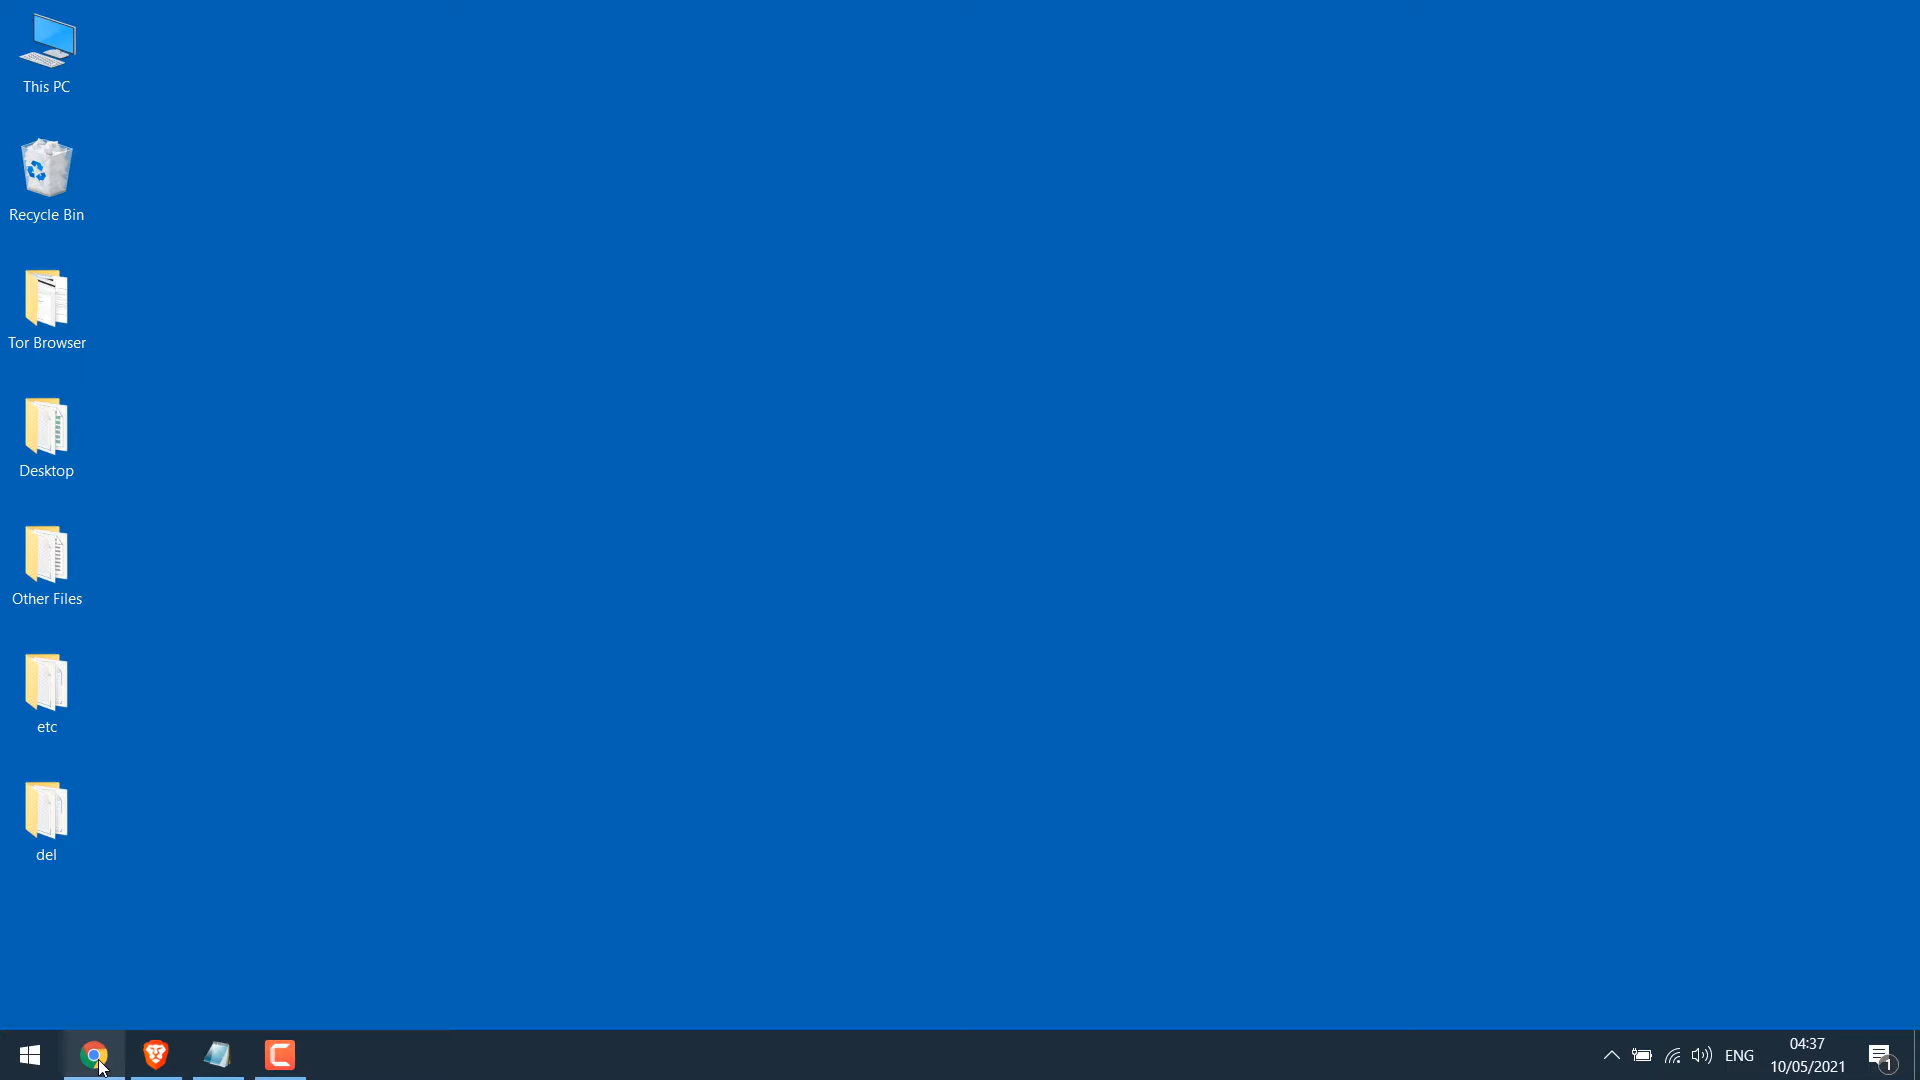 This PC
Recycle Bin
Tor Browser
Desktop
Other Files
etc
del
ENG
04:37
10/05/2021
1